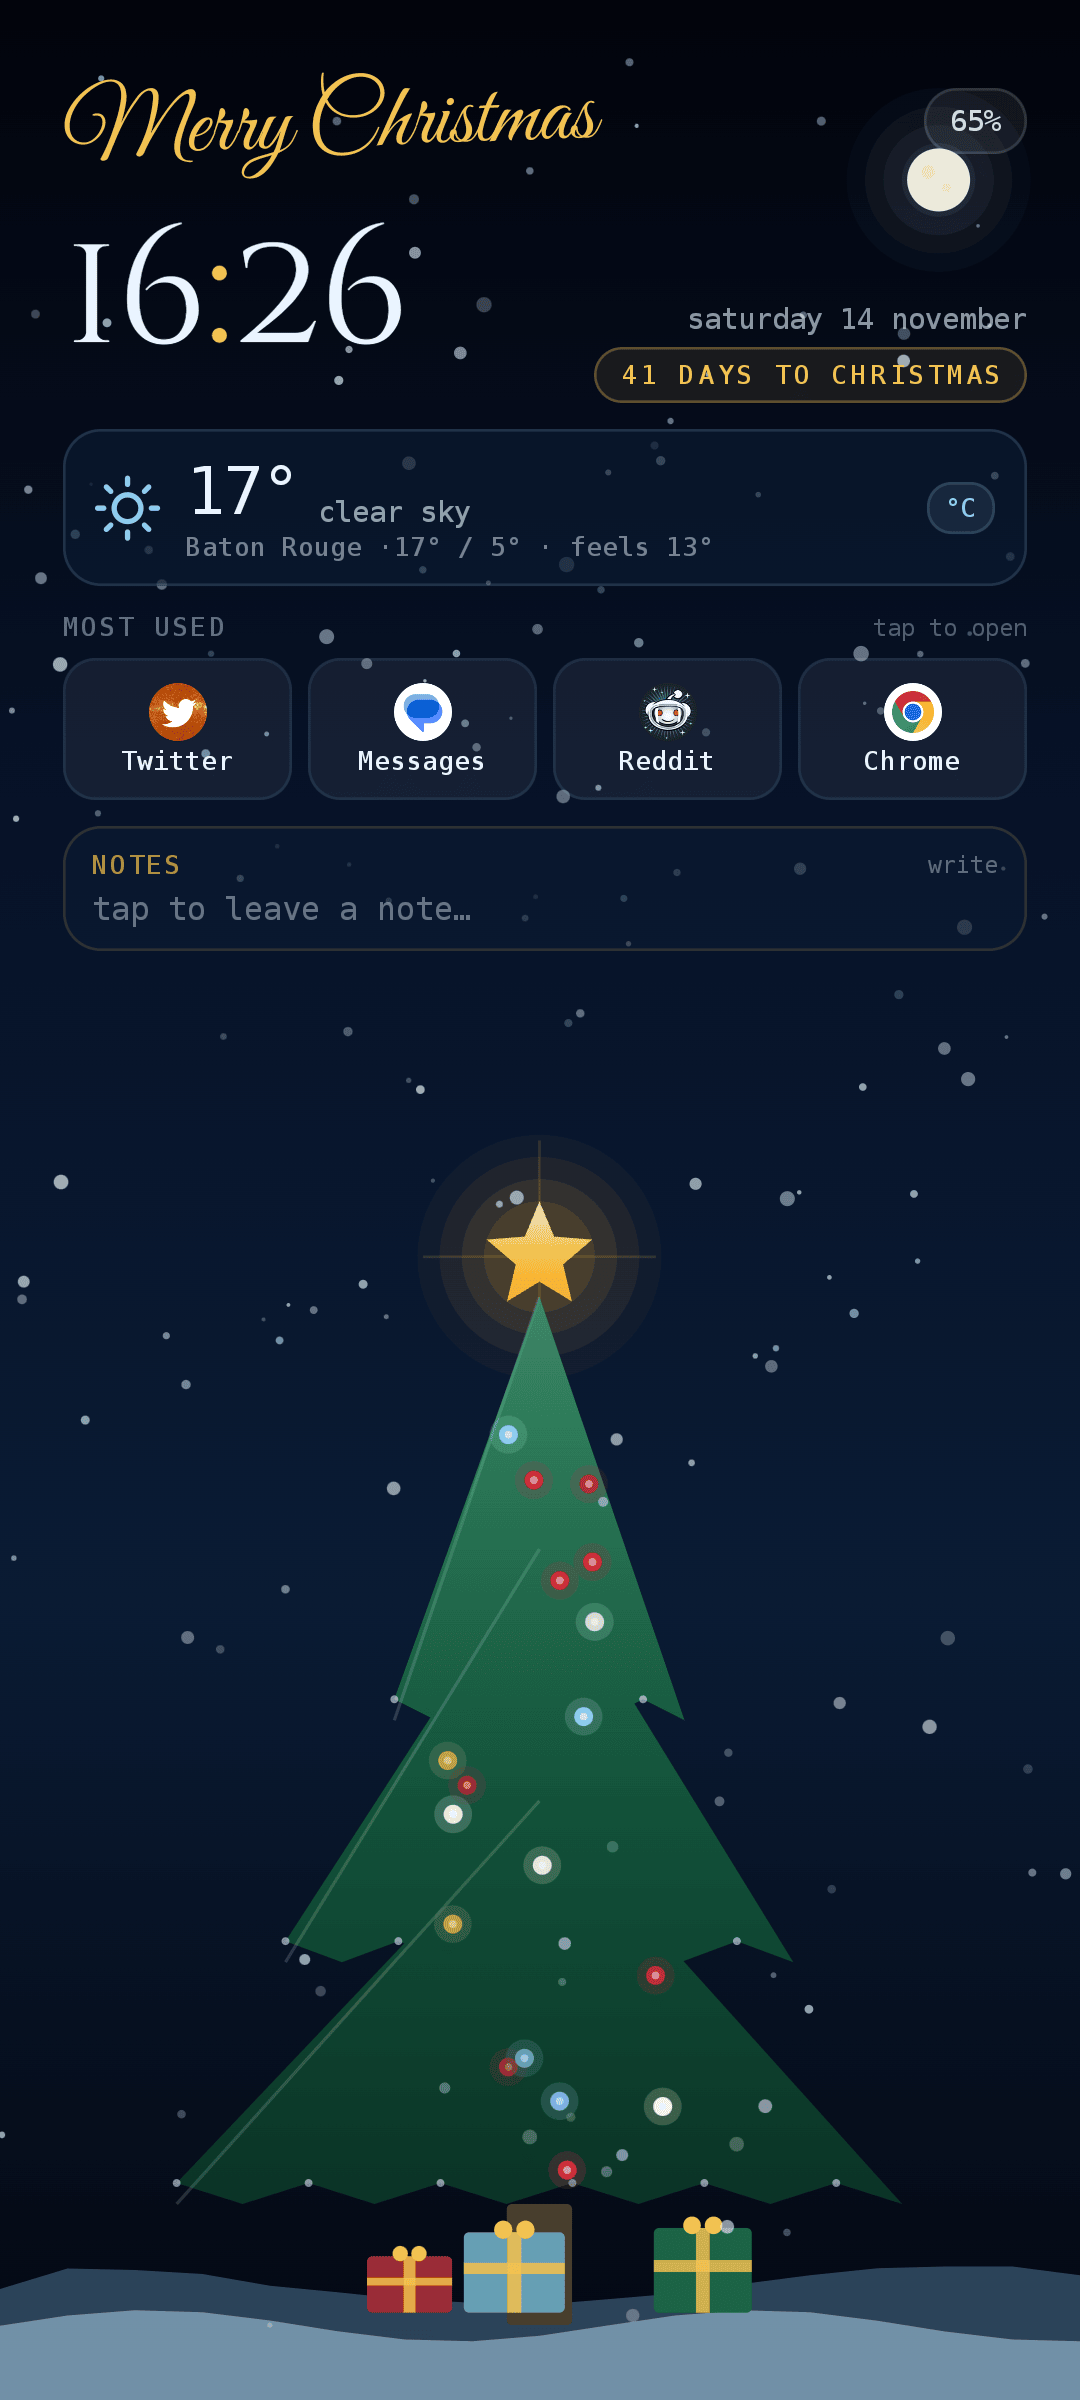 Merry Christmas
65%
16:26
saturday 14 november
41 DAYS TO CHRISTMAS
17°
clear sky
°C
Baton Rouge ·17° / 5° · feels 13°
MOST USED
tap to open
Twitter
Messages
Reddit
Chrome
NOTES
write
tap to leave a note…